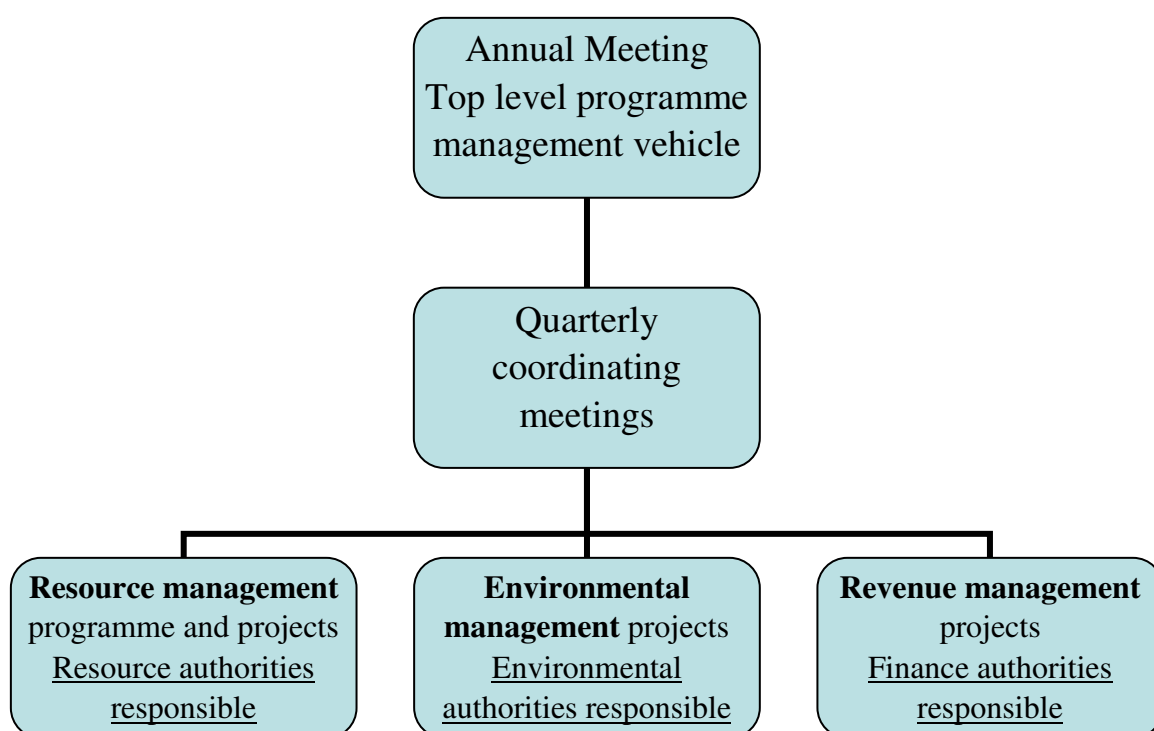 Annual Meeting
Top level programme
management vehicle
Quarterly
coordinating
meetings
Resource management
programme and projects
Resource authorities
responsible
Environmental
management projects
Environmental
authorities responsible
Revenue management
projects
Finance authorities
responsible